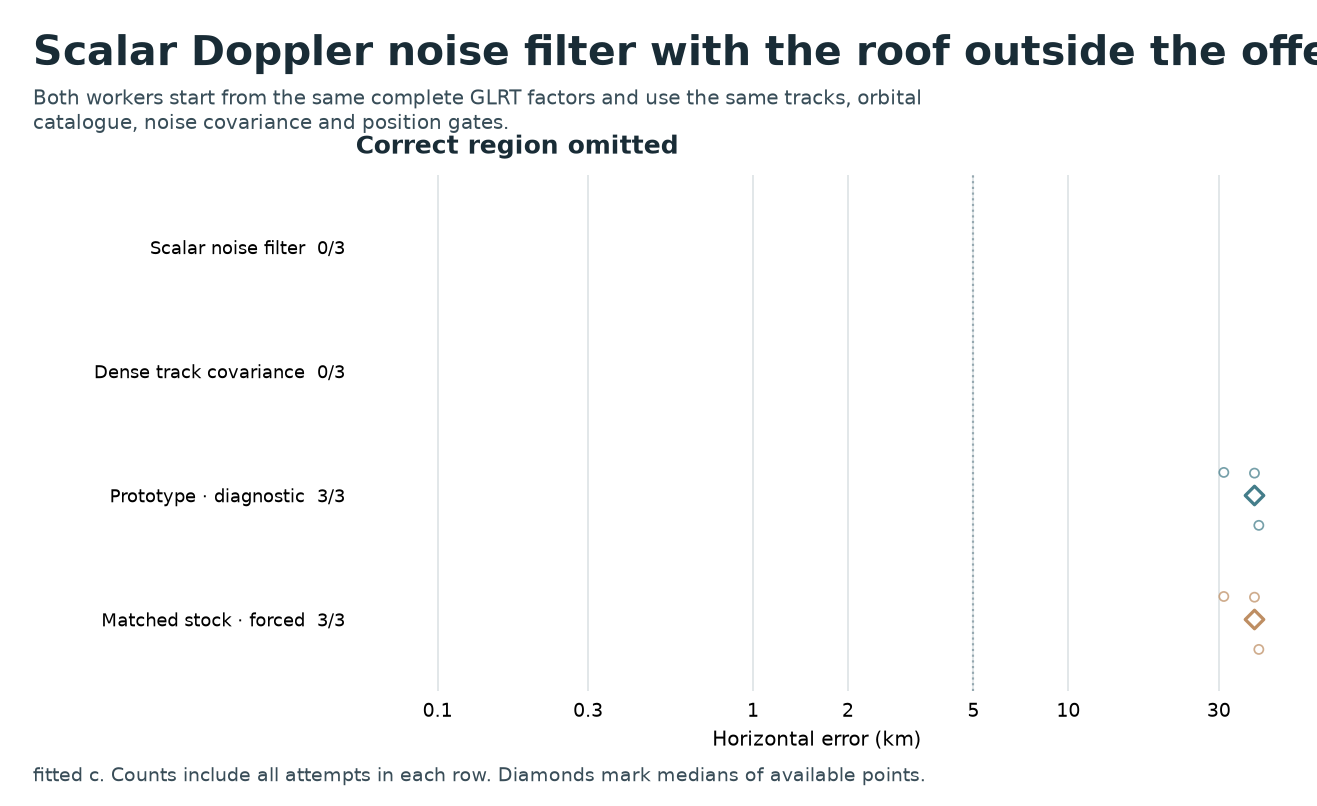 Scalar Doppler noise filter with the roof outside the offe
Both workers start from the same complete GLRT factors and use the same tracks, orbital
catalogue, noise covariance and position gates.
Correct region omitted
Scalar noise filter 0/3
Dense track covariance 0/3
Prototype · diagnostic 3/3
Matched stock · forced 3/3
0.1 0.3 1 2 5 10 30
Horizontal error (km)
fitted c. Counts include all attempts in each row. Diamonds mark medians of available points.